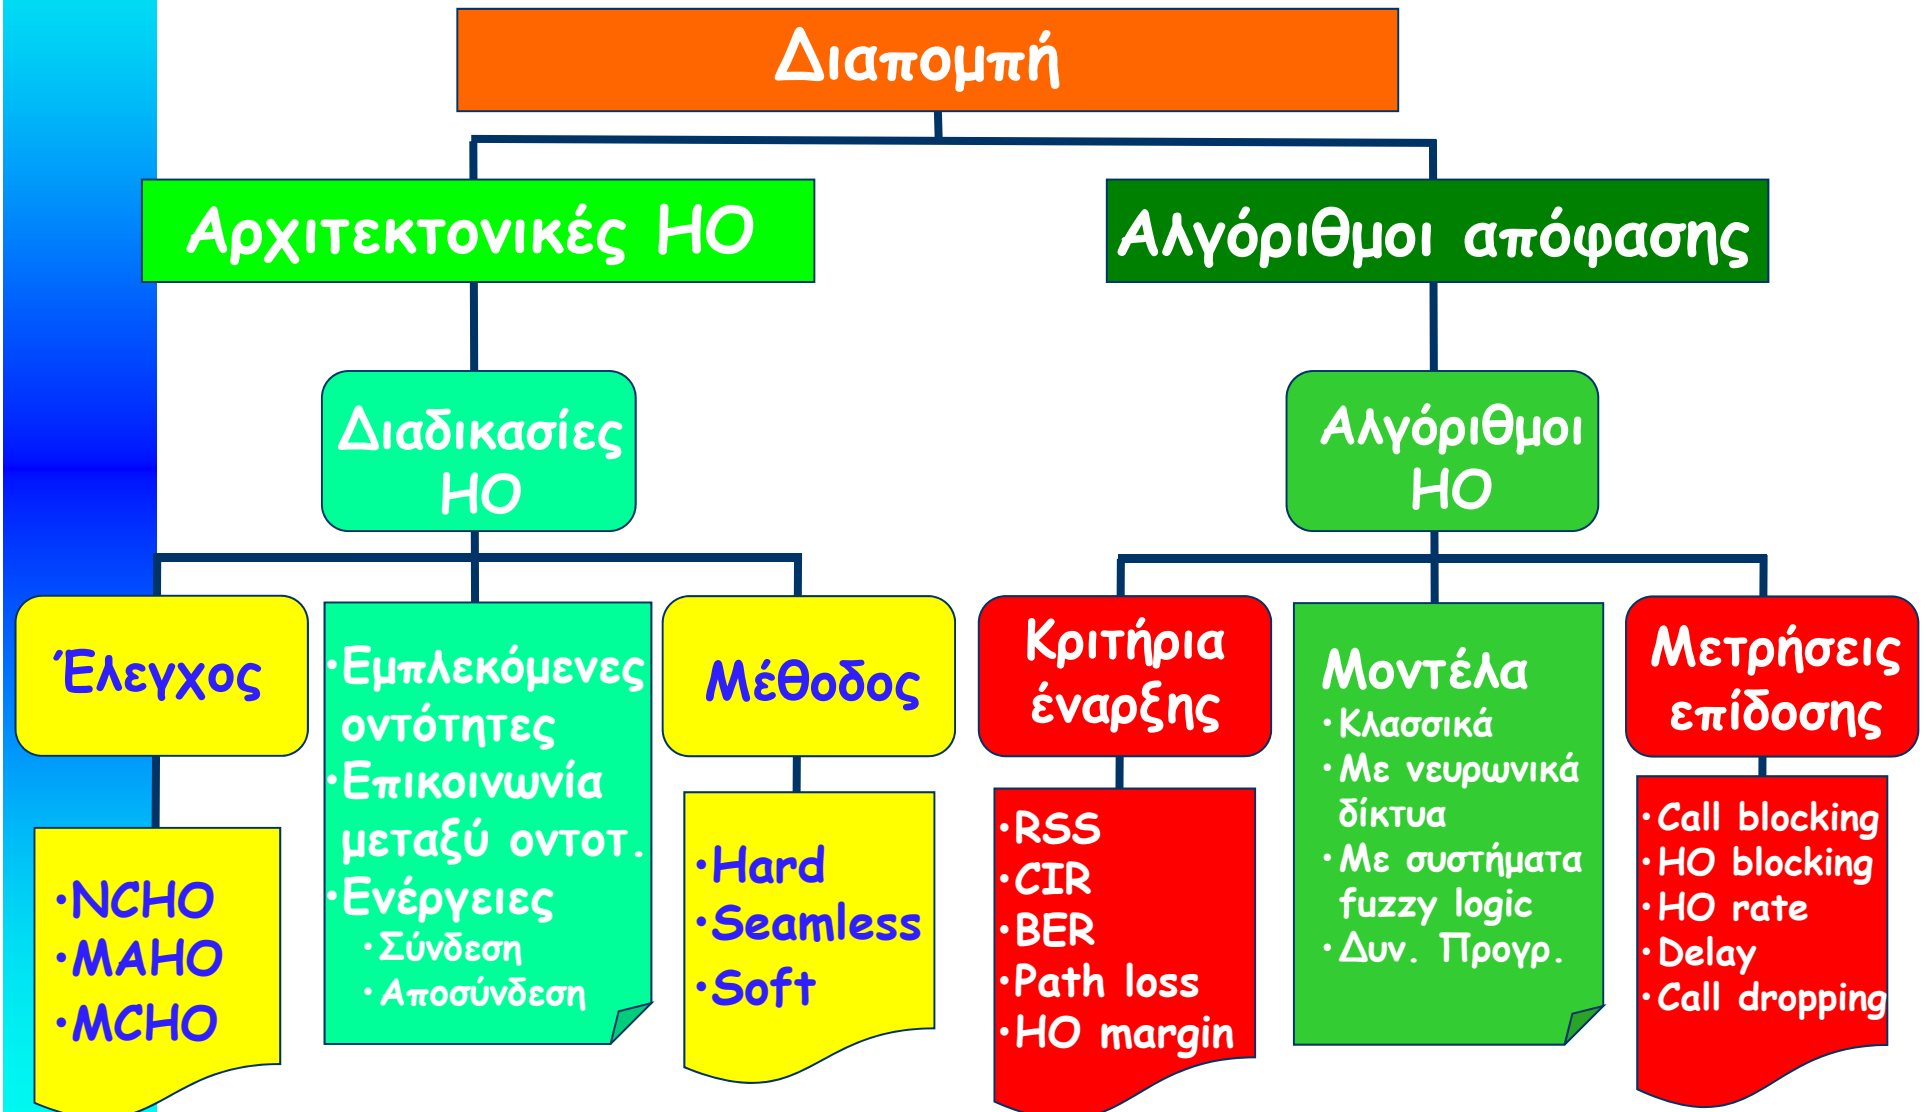 Διαπομπή
Αρχιτεκτονικές HO
Αλγόριθμοι απόφασης
Διαδικασίες
HO
Αλγόριθμοι
HO
Έλεγχος
•NCHO
•MAHO
•MCHO
•Εμπλεκόμενες
οντότητες
•Επικοινωνία
μεταξύ οντοτ.
•Ενέργειες
•Σύνδεση
•Αποσύνδεση
Μέθοδος
•Hard
•Seamless
•Soft
Κριτήρια
έναρξης
•RSS
•CIR
•BER
•Path loss
•HO margin
Μοντέλα
•Κλασσικά
•Με νευρωνικά
δίκτυα
•Με συστήματα
fuzzy logic
•Δυν. Προγρ.
Μετρήσεις
επίδοσης
•Call blocking
•HO blocking
•HO rate
•Delay
•Call dropping